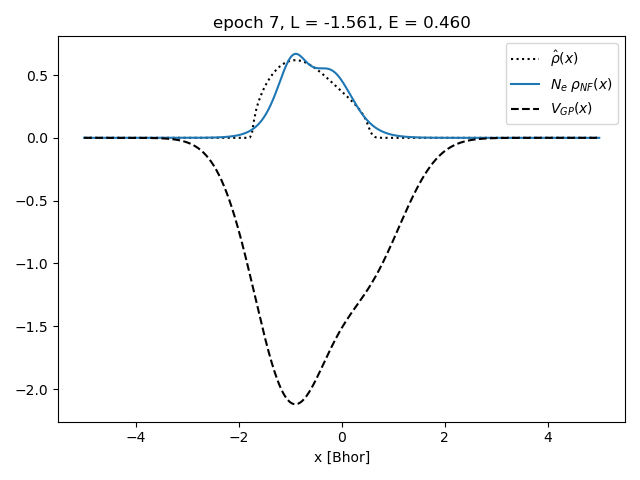 epoch 7, L = -1.561, E = 0.460
ρ̂(x)
N_e ρ_NF(x)
V_GP(x)
0.5
0.0
−0.5
−1.0
−1.5
−2.0
−4 −2 0 2 4
x [Bhor]